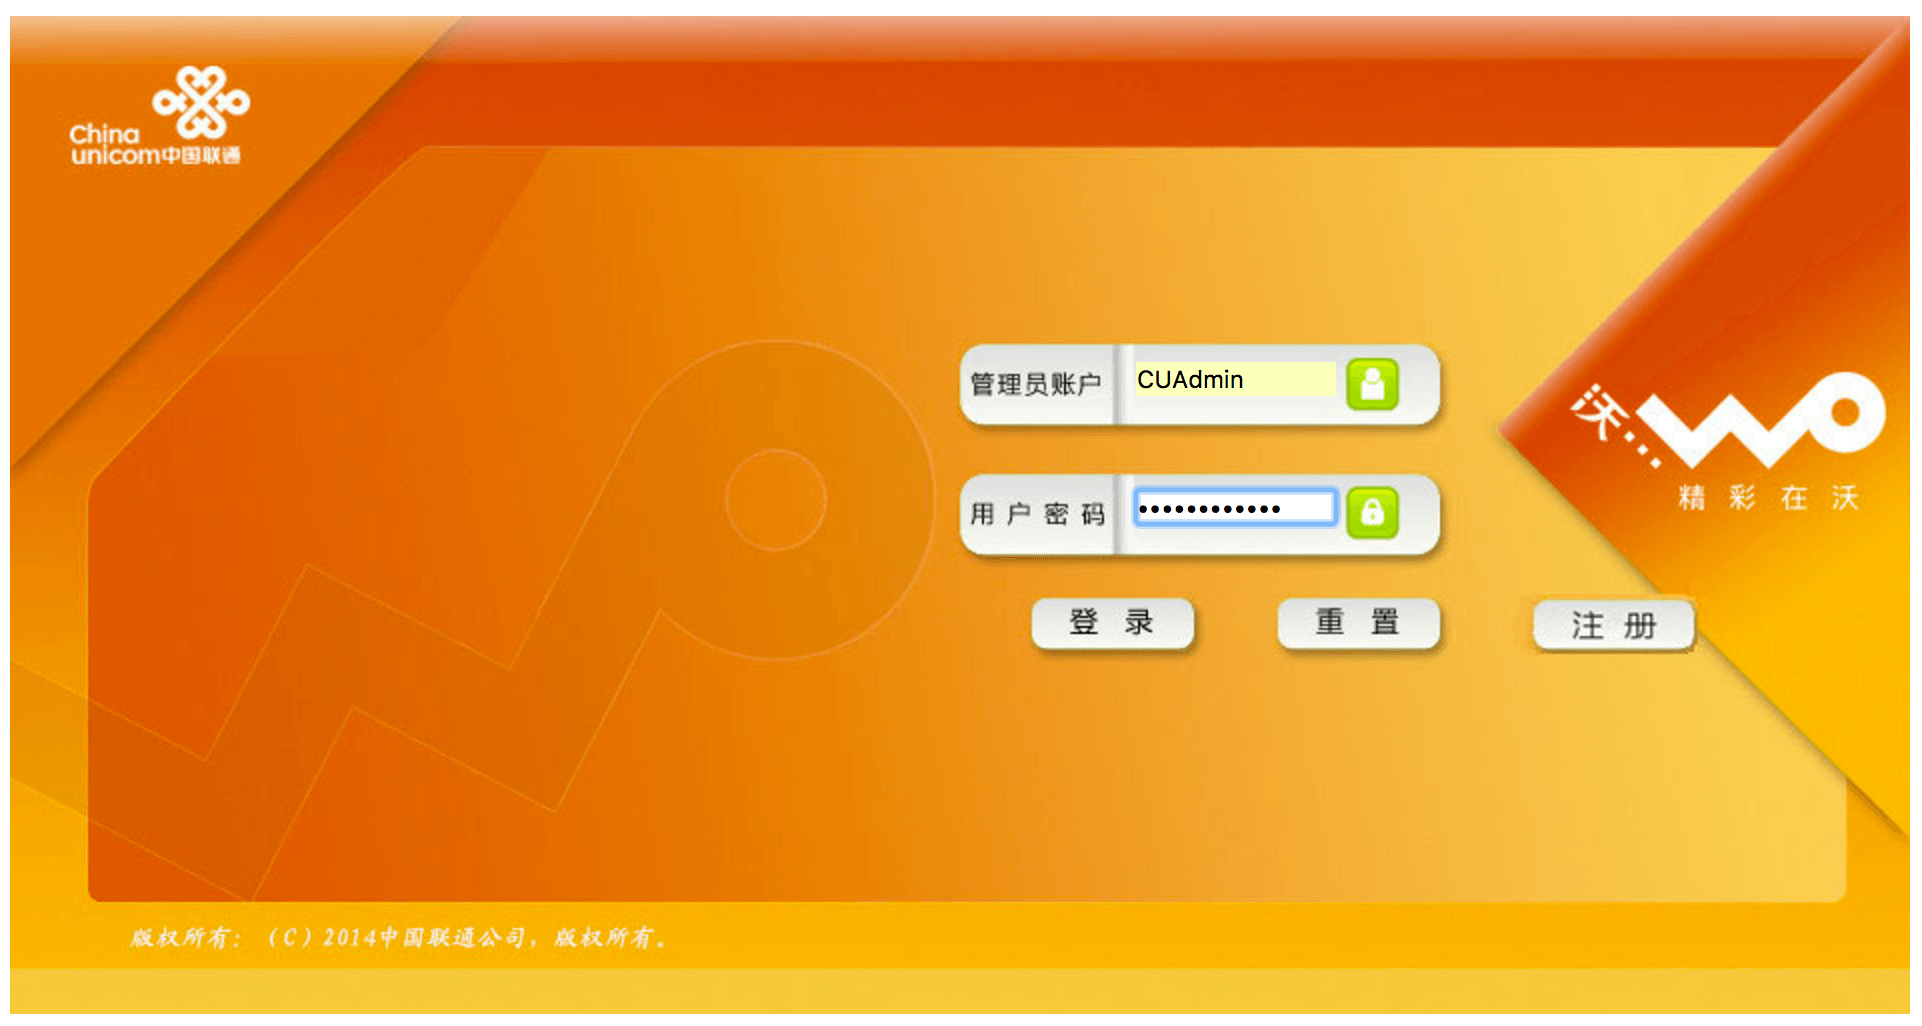 China
unicom中国联通
管理员账户 CUAdmin
用户密码 ••••••••••••
登 录 重 置 注 册
沃...WO
精彩在沃
版权所有：（C）2014中国联通公司，版权所有。